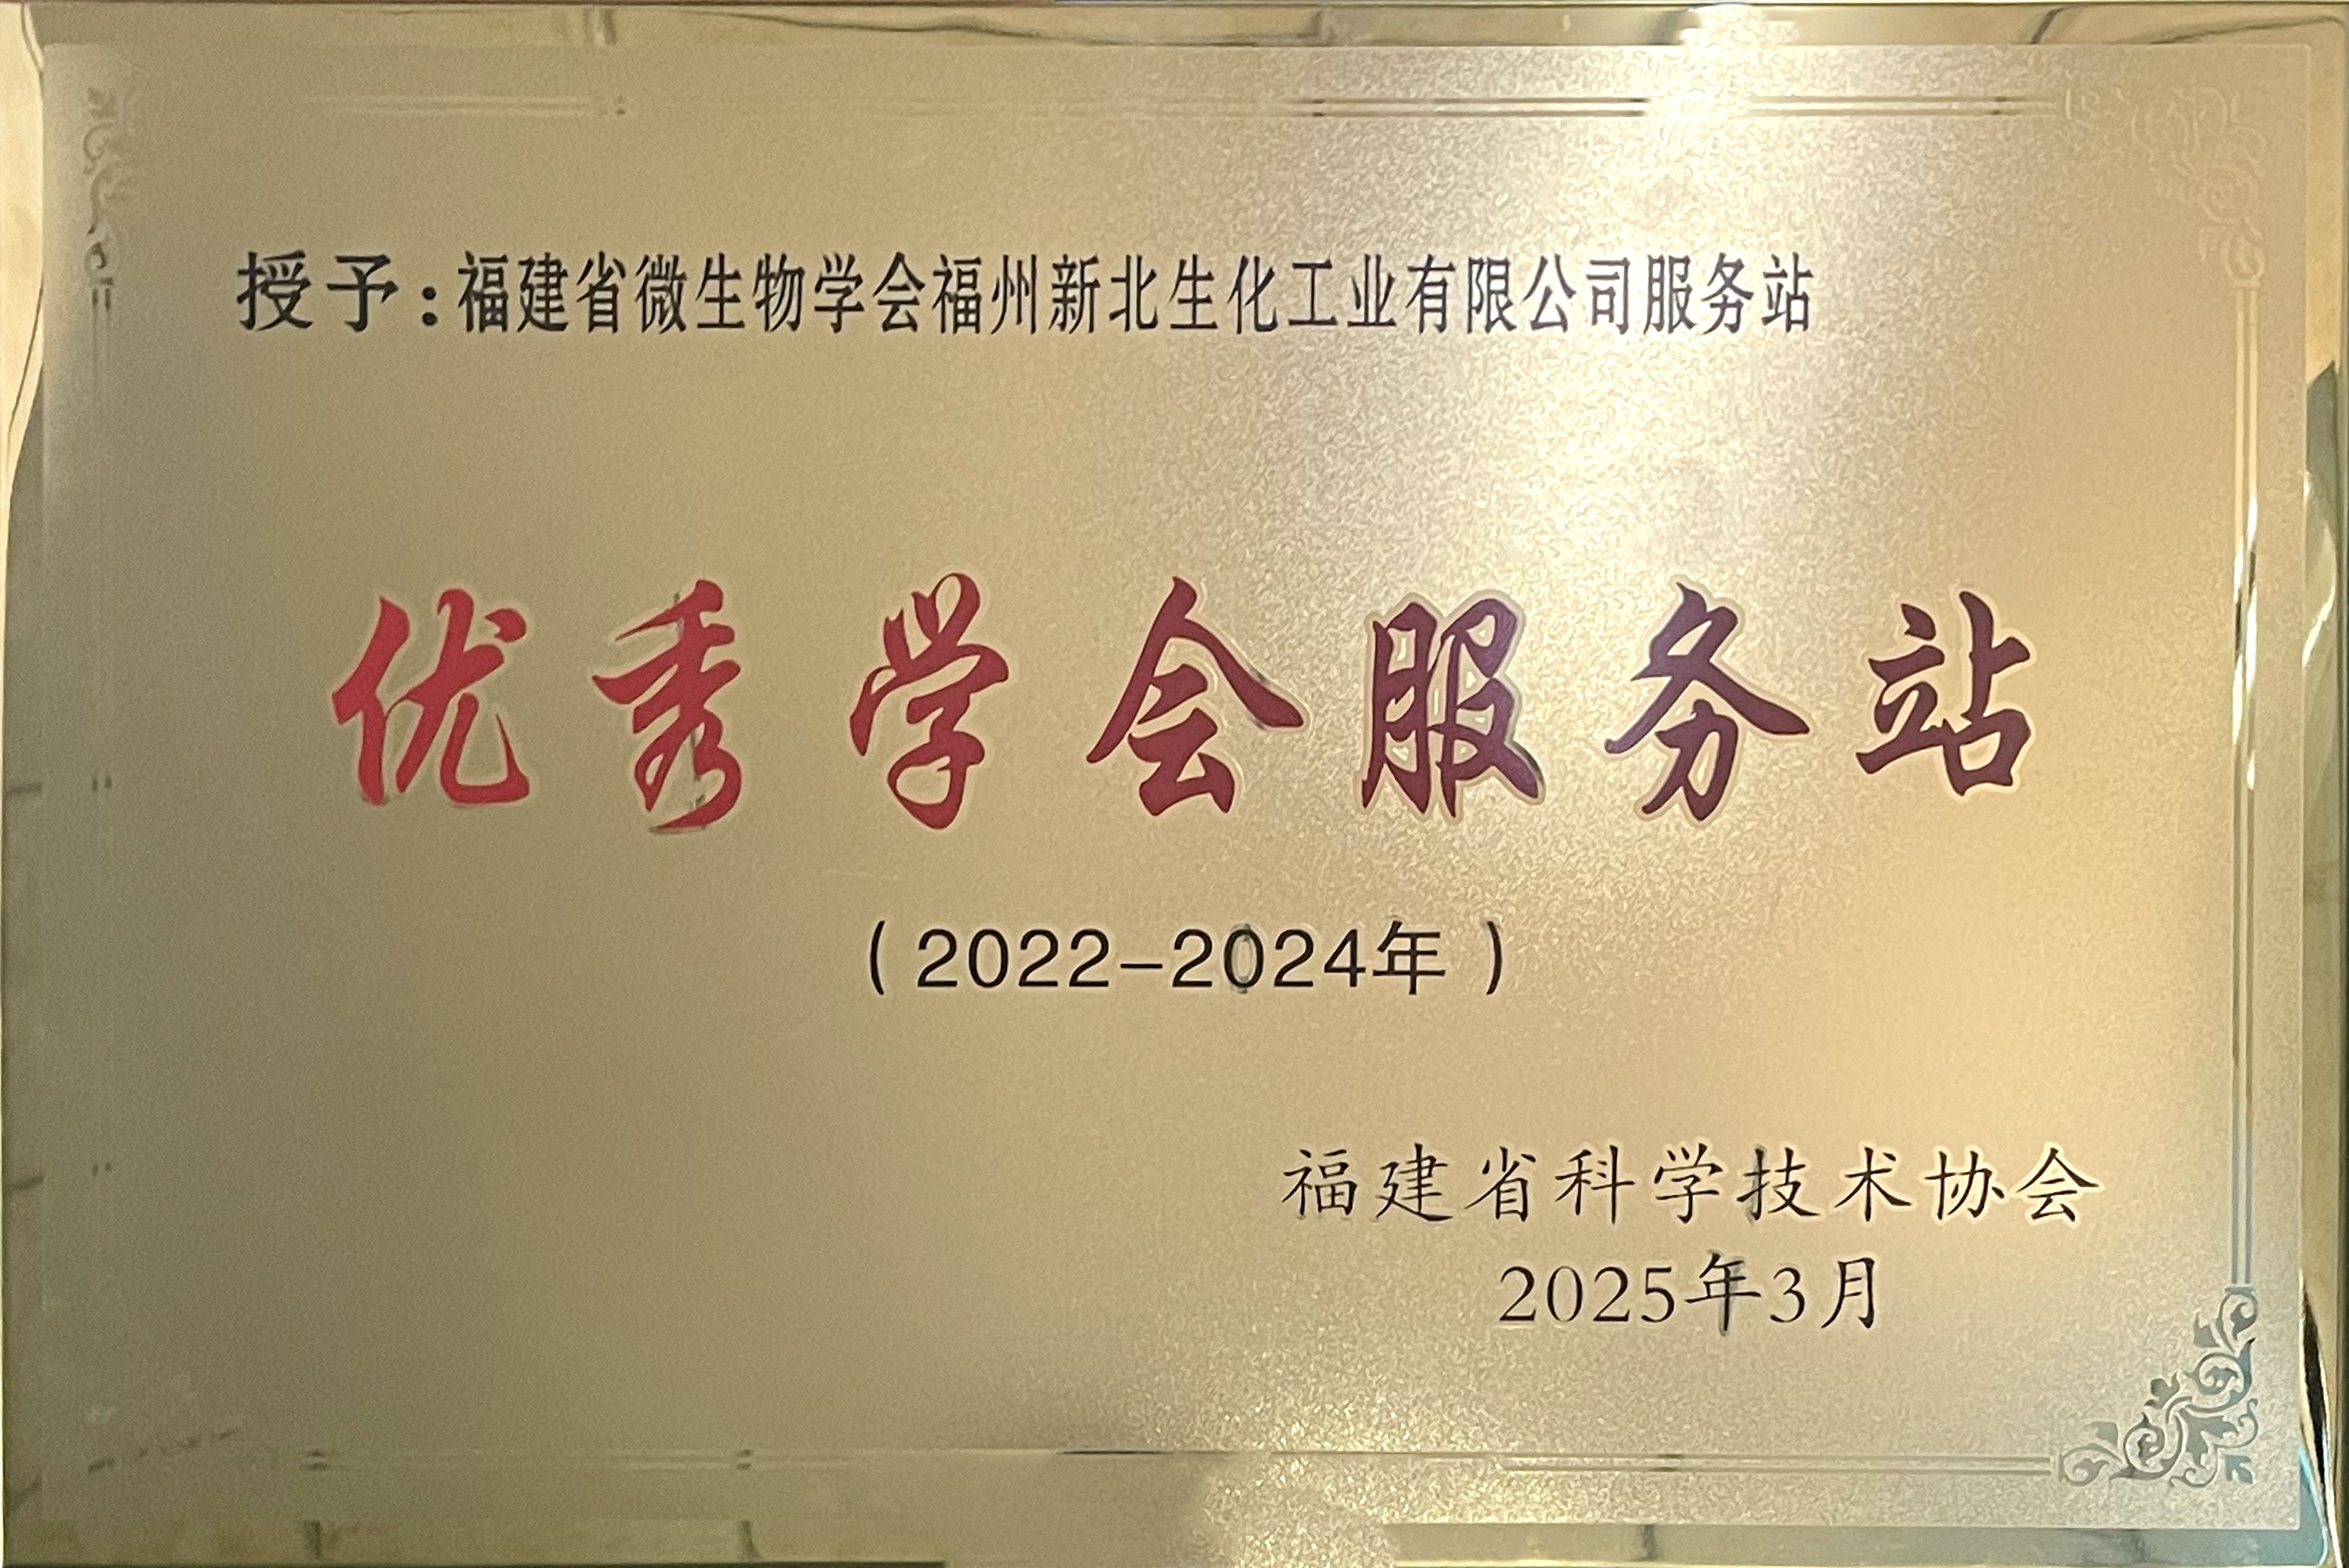 授予:福建省微生物学会福州新北生化工业有限公司服务站
优秀学会服务站
(2022-2024年)
福建省科学技术协会
2025年3月